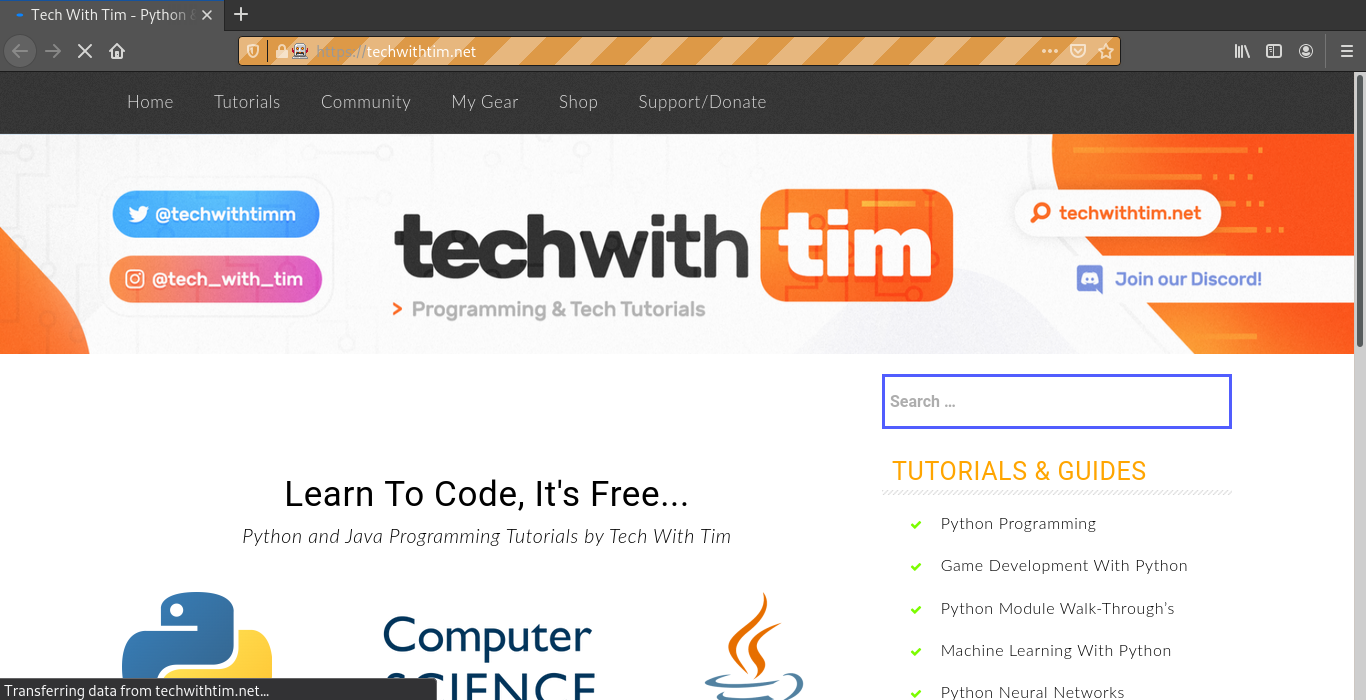 Tech With Tim - Python &
https://techwithtim.net
Home Tutorials Community My Gear Shop Support/Donate
@techwithtimm
@tech_with_tim
techwith tim
> Programming & Tech Tutorials
techwithtim.net
Join our Discord!
Search ...
Learn To Code, It's Free...
Python and Java Programming Tutorials by Tech With Tim
Computer
SCIENCE
TUTORIALS & GUIDES
Python Programming
Game Development With Python
Python Module Walk-Through's
Machine Learning With Python
Python Neural Networks
Transferring data from techwithtim.net...